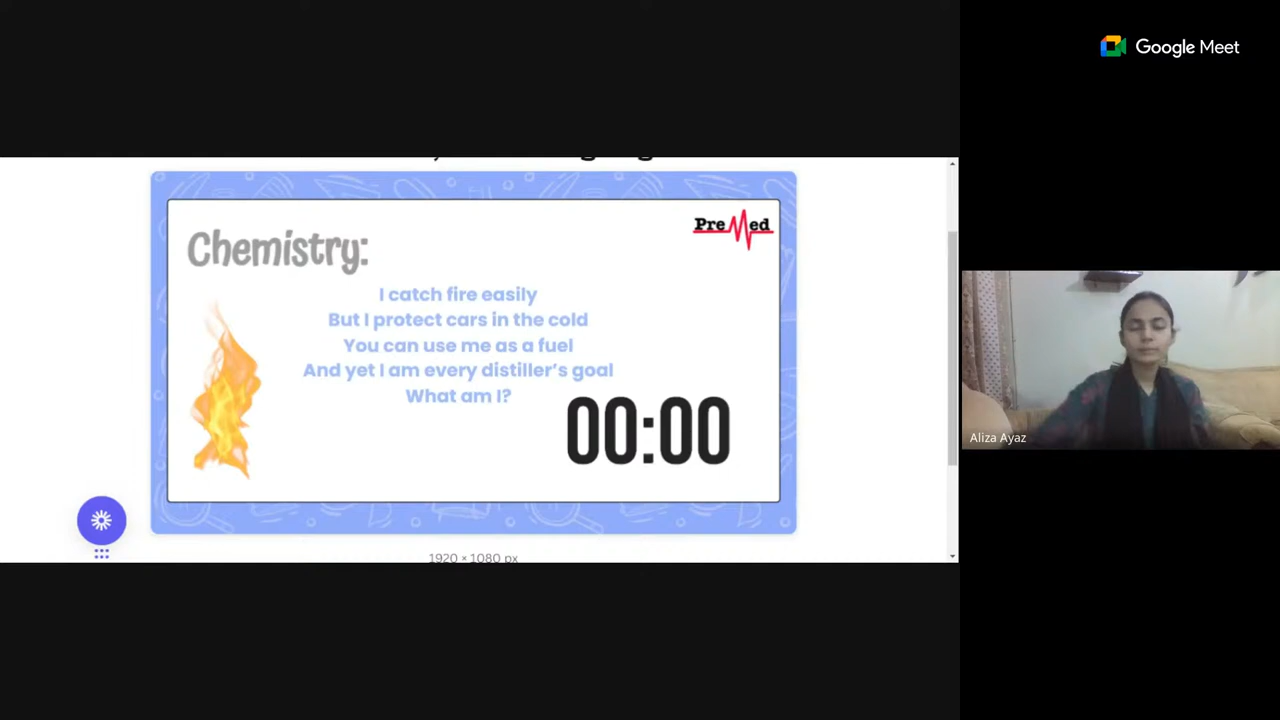 Google Meet
PreMed
Chemistry:
I catch fire easily
But I protect cars in the cold
You can use me as a fuel
And yet I am every distiller's goal
What am I?
00:00
Aliza Ayaz
1920 × 1080 px